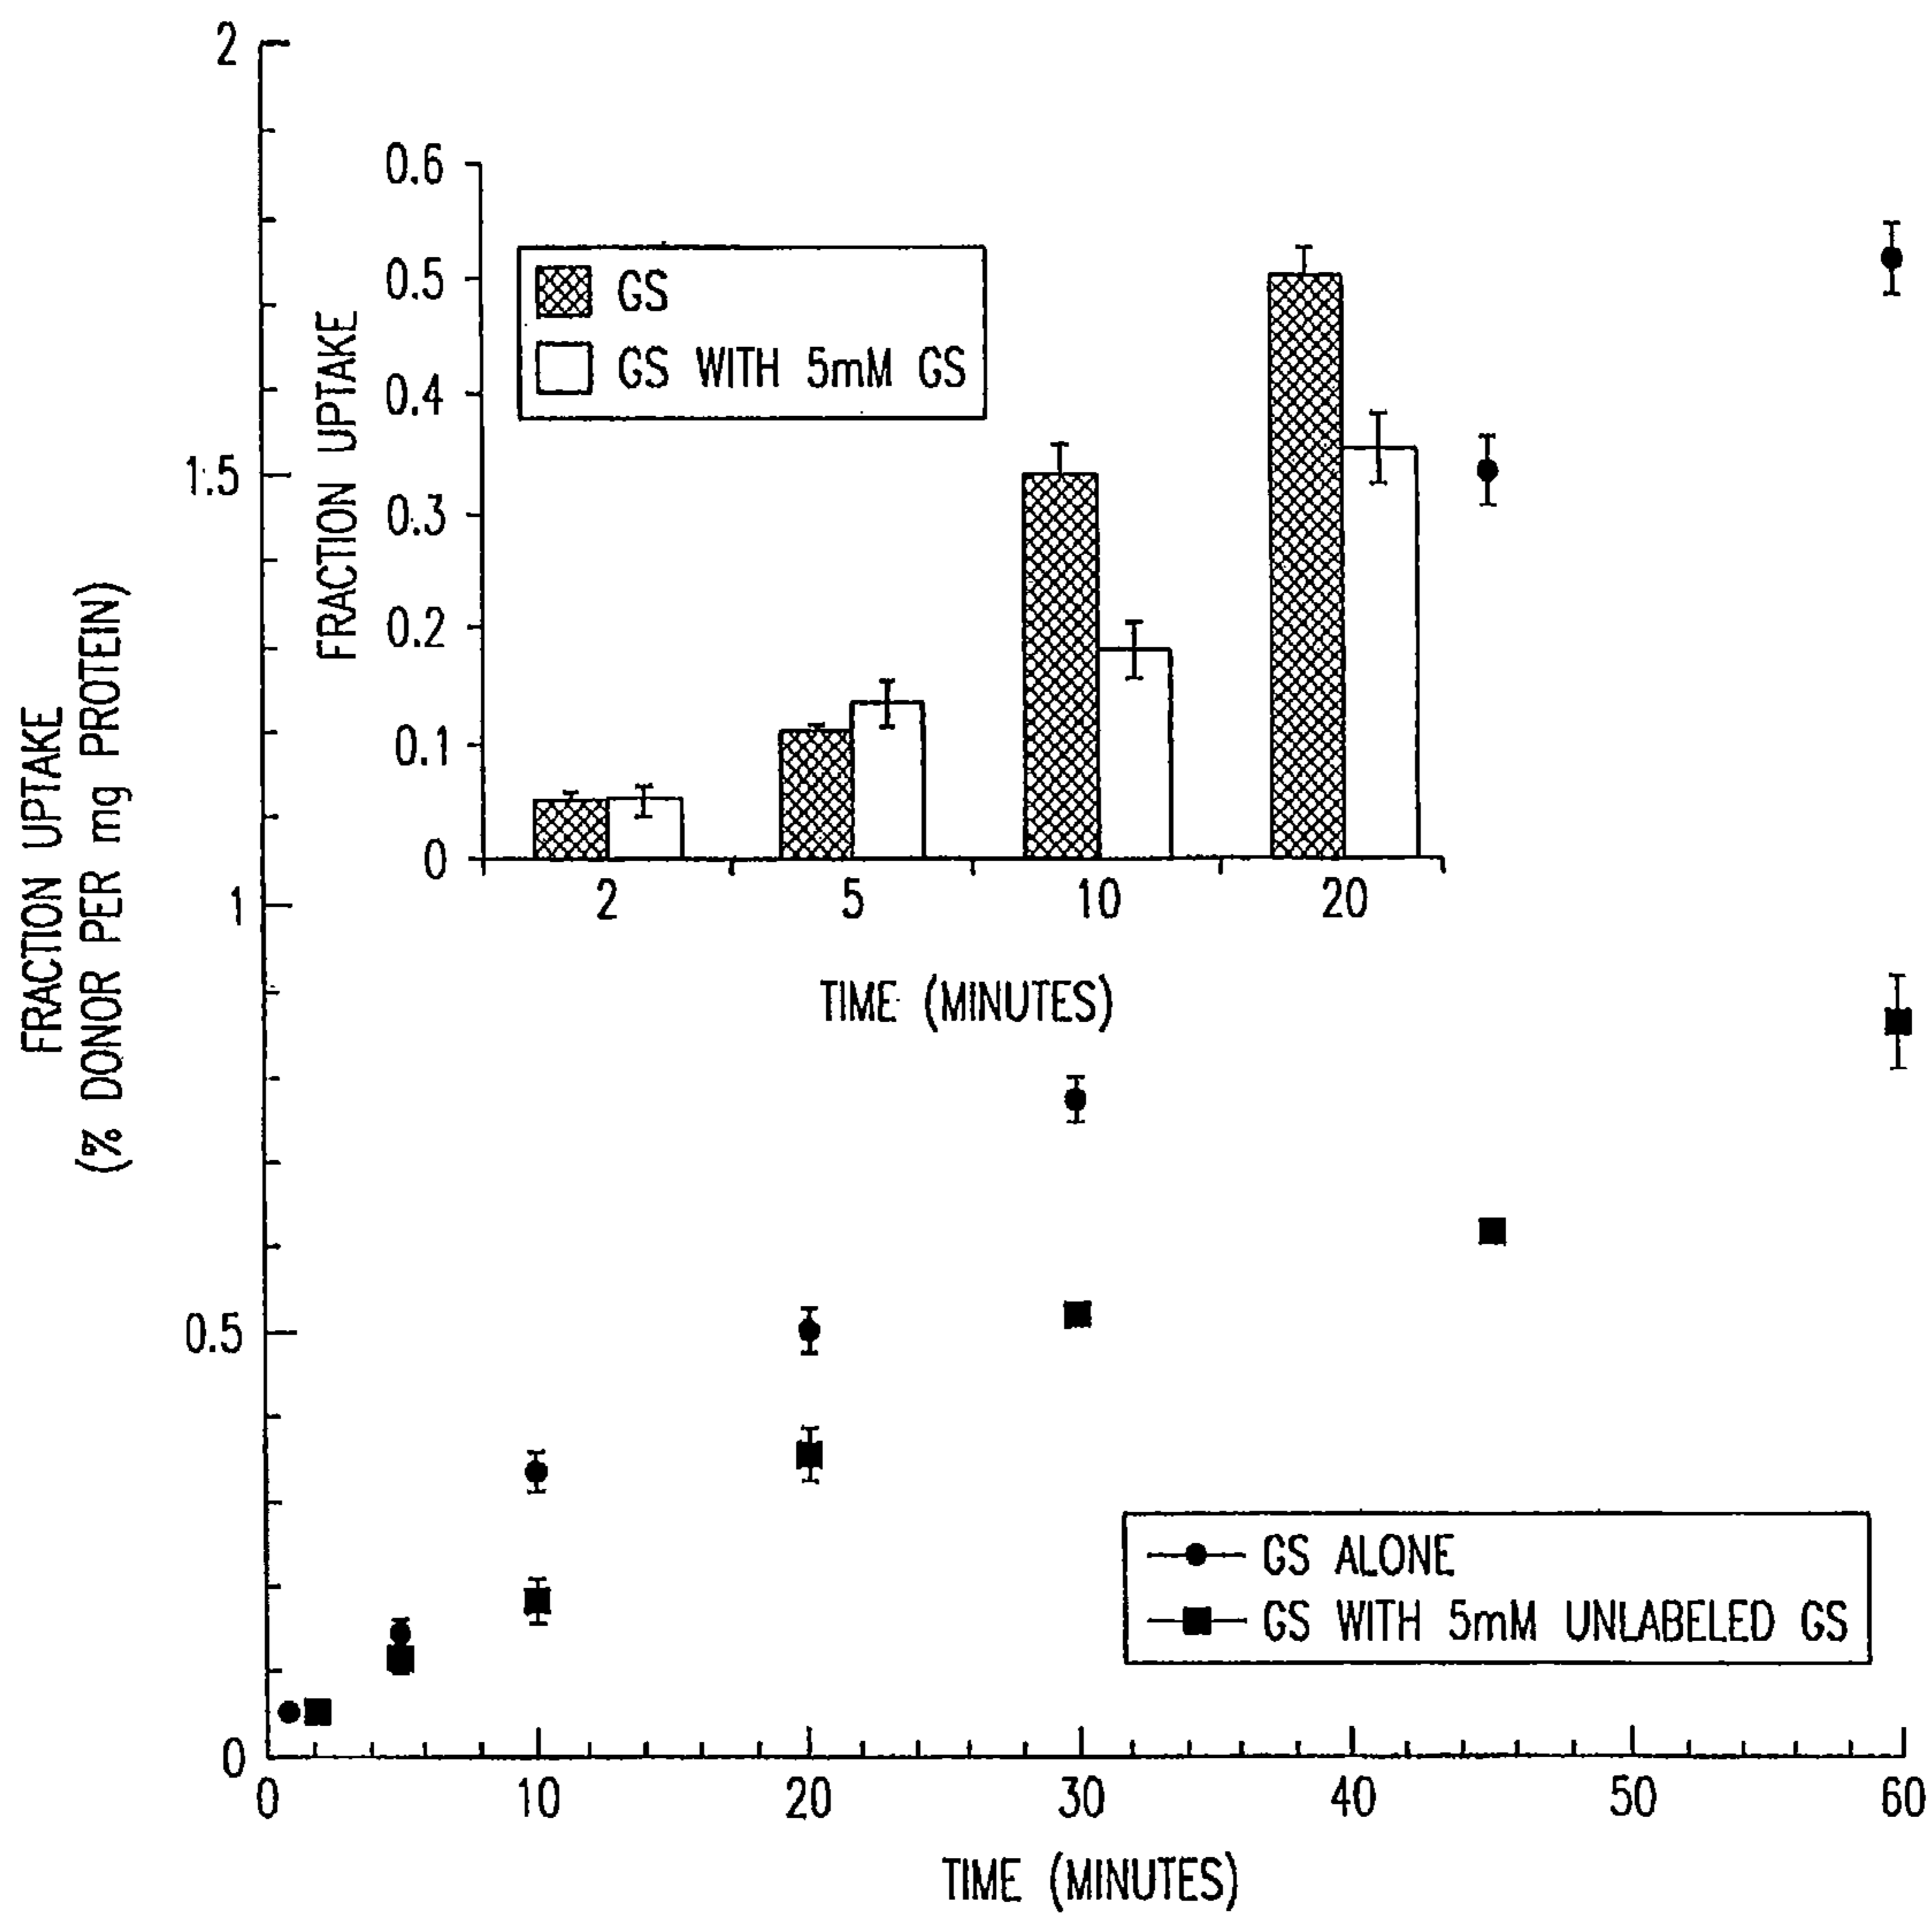 2
1.5
1
0.5
0
FRACTION UPTAKE
(% DONOR PER mg PROTEIN)
0.6
0.5
0.4
0.3
0.2
0.1
0
FRACTION UPTAKE
GS
GS WITH 5mM GS
2 5 10 20
TIME (MINUTES)
GS ALONE
GS WITH 5mM UNLABELED GS
0 10 20 30 40 50 60
TIME (MINUTES)